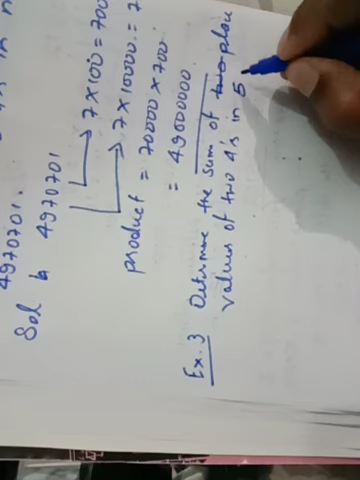 4970701.
Sol 4970701
7 × 100 = 700
7 × 10000 = 7
product = 70000 × 700
= 49000000
Ex. 3 Determine the sum of two place
values of two 4's in 5